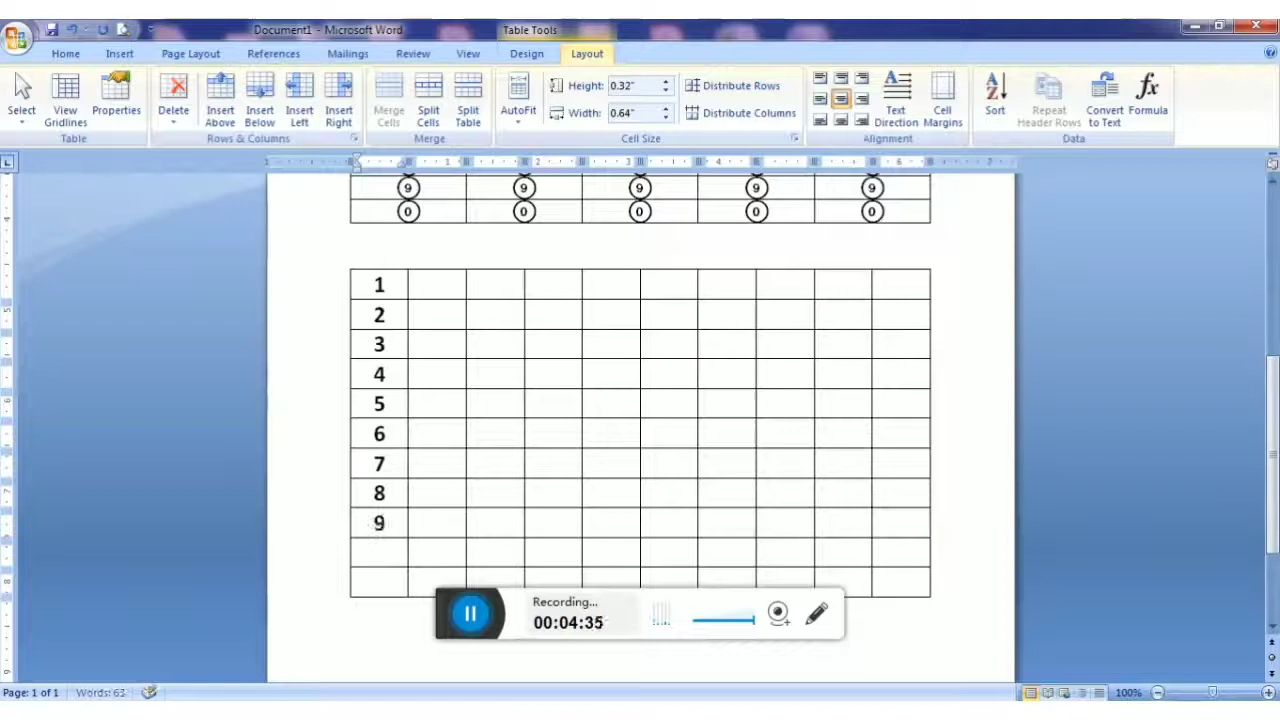 Document1 - Microsoft Word
Table Tools
Home Insert Page Layout References Mailings Review View Design Layout
Select
View Gridlines
Properties
Table
Delete
Insert Above
Insert Below
Insert Left
Insert Right
Rows & Columns
Merge Cells
Split Cells
Split Table
Merge
AutoFit
Height: 0.32"
Width: 0.64"
Distribute Rows
Distribute Columns
Cell Size
Text Direction
Cell Margins
Alignment
Sort
Repeat Header Rows
Convert to Text
Formula
Data
9 9 9 9 9
0 0 0 0 0
1
2
3
4
5
6
7
8
9
Recording...
00:04:35
Page: 1 of 1 Words: 63 100%